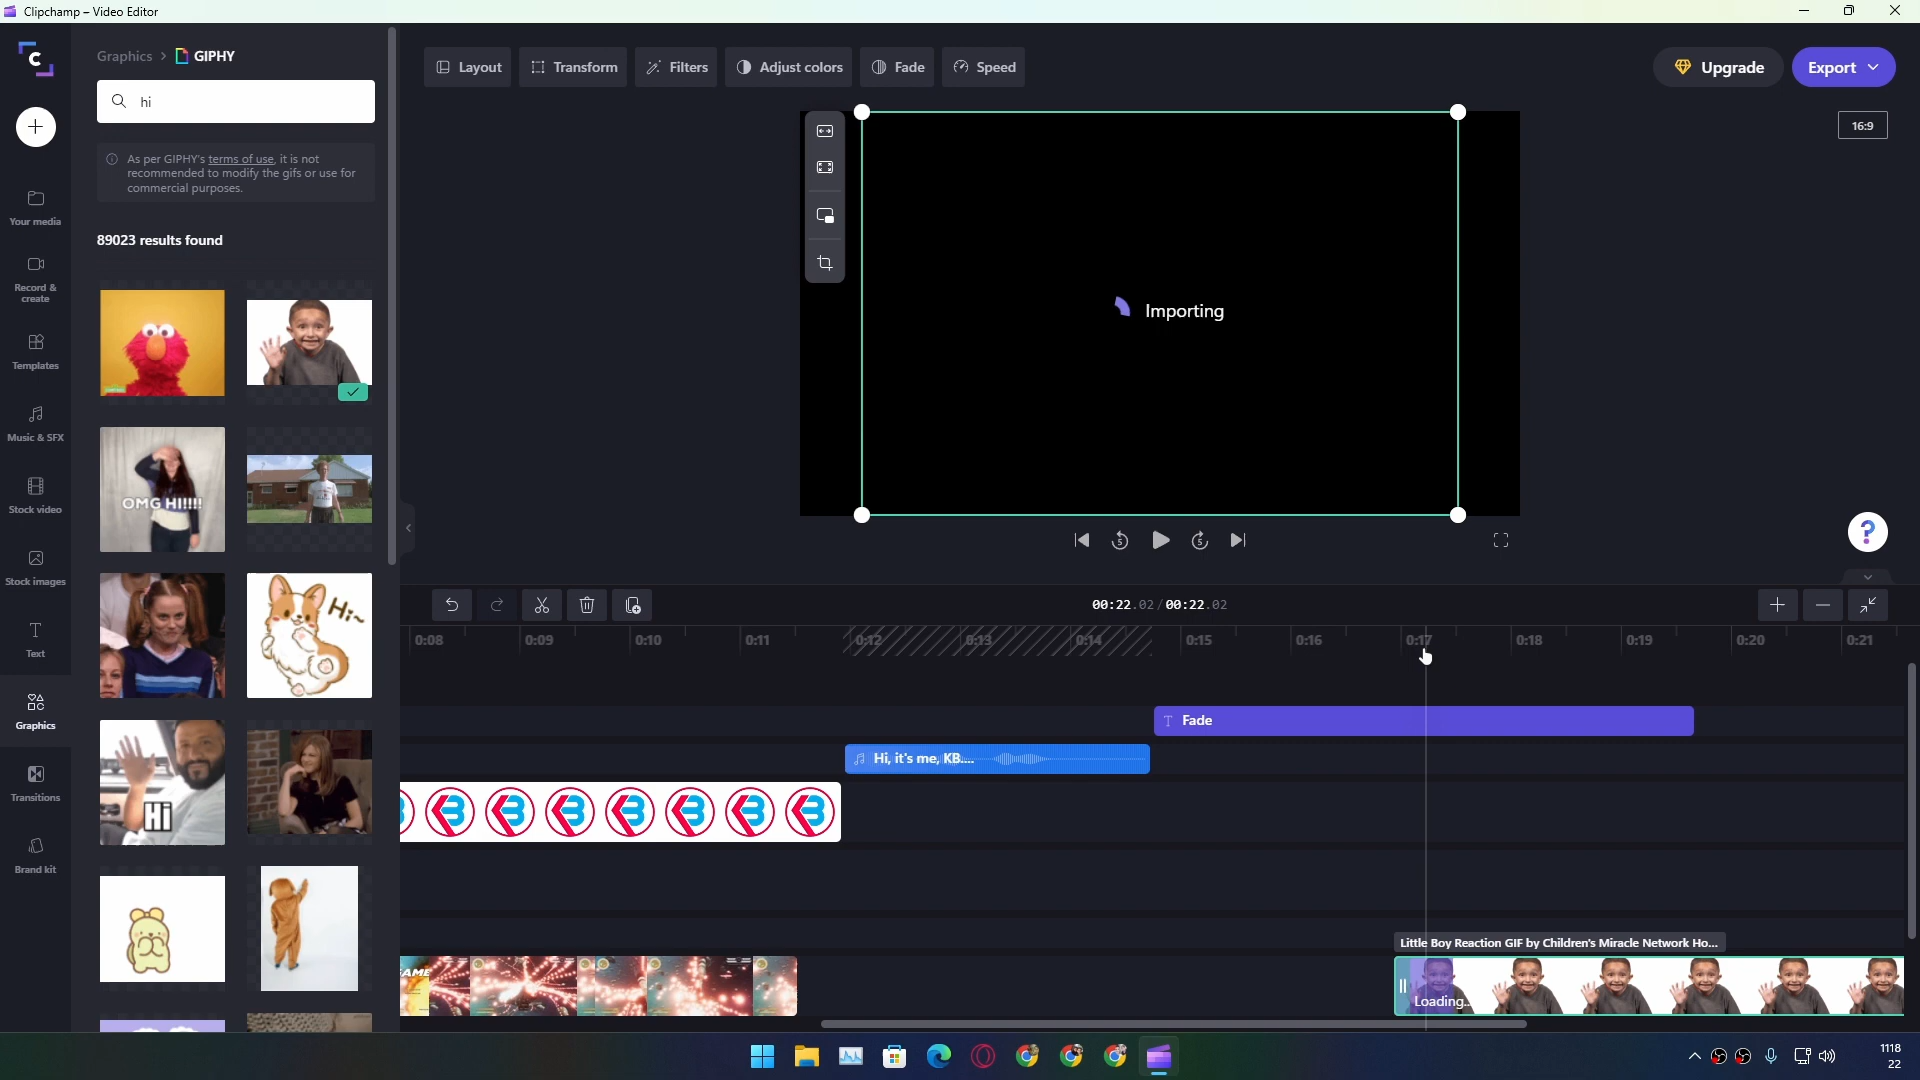 Clipchamp – Video Editor
Graphics > GIPHY
hi
As per GIPHY's terms of use, it is not
recommended to modify the gifs or use for
commercial purposes.
89023 results found
OMG HI!!!!
Hi~
Hi
Your media
Record &
create
Templates
Music & SFX
Stock video
Stock images
Text
Graphics
Transitions
Brand kit
Layout
Transform
Filters
Adjust colors
Fade
Speed
Upgrade
Export
16:9
Importing
5
5
?
00:22.02 / 00:22.02
0:08
0:09
0:10
0:11
0:12
0:13
0:14
0:15
0:16
0:17
0:18
0:19
0:20
0:21
T Fade
Hi, it's me, KB....
Little Boy Reaction GIF by Children's Miracle Network Ho...
GAME
Loading..
1118
22